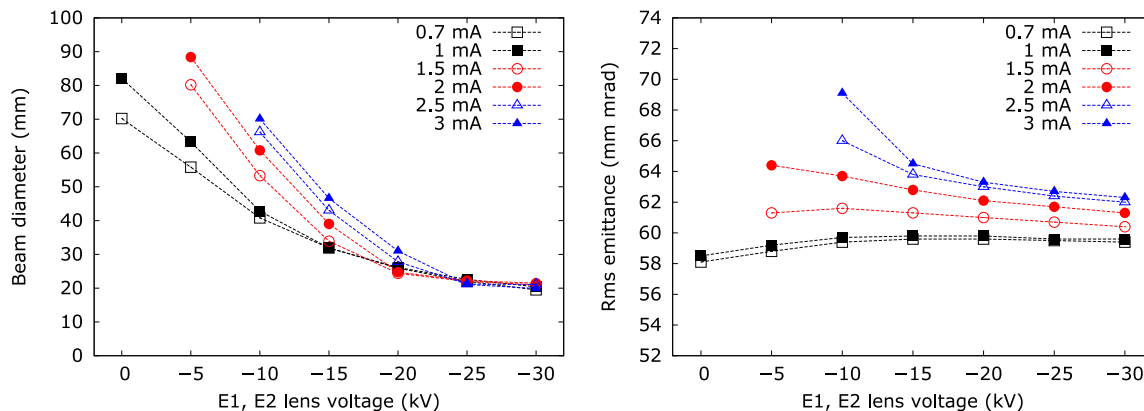 100
90
80
70
60
50
40
30
20
10
0
Beam diameter (mm)
0.7 mA
1 mA
1.5 mA
2 mA
2.5 mA
3 mA
0 −5 −10 −15 −20 −25 −30
E1, E2 lens voltage (kV)
74
72
70
68
66
64
62
60
58
56
54
52
Rms emittance (mm mrad)
0.7 mA
1 mA
1.5 mA
2 mA
2.5 mA
3 mA
0 −5 −10 −15 −20 −25 −30
E1, E2 lens voltage (kV)